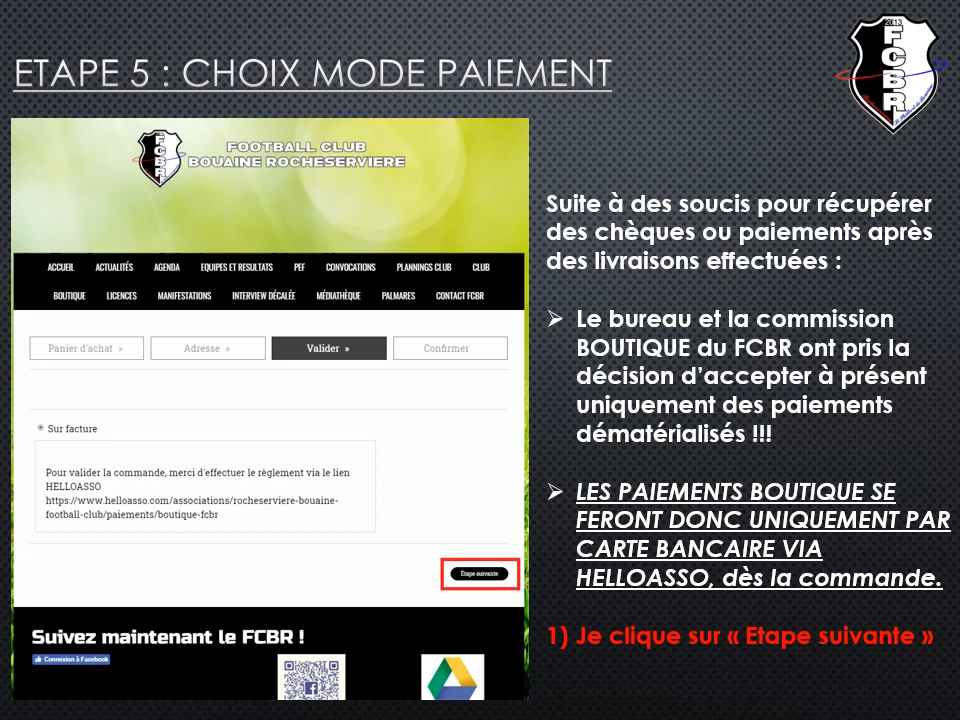 ETAPE 5 : CHOIX MODE PAIEMENT
2013
FCBR
FCBR
FOOTBALL CLUB
BOUAINE ROCHESERVIERE
ACCUEIL ACTUALITÉS AGENDA EQUIPES ET RESULTATS PEF CONVOCATIONS PLANNINGS CLUB CLUB
BOUTIQUE LICENCES MANIFESTATIONS INTERVIEW DÉCALÉE MÉDIATHÈQUE PALMARES CONTACT FCBR
Panier d'achat » Adresse » Valider » Confirmer
Sur facture
Pour valider la commande, merci d'effectuer le règlement via le lien
HELLOASSO
https://www.helloasso.com/associations/rocheserviere-bouaine-
football-club/paiements/boutique-fcbr
Étape suivante
Suivez maintenant le FCBR !
Connexion à Facebook
Suite à des soucis pour récupérer
des chèques ou paiements après
des livraisons effectuées :
Le bureau et la commission
BOUTIQUE du FCBR ont pris la
décision d’accepter à présent
uniquement des paiements
dématérialisés !!!
LES PAIEMENTS BOUTIQUE SE
FERONT DONC UNIQUEMENT PAR
CARTE BANCAIRE VIA
HELLOASSO, dès la commande.
1) Je clique sur « Etape suivante »